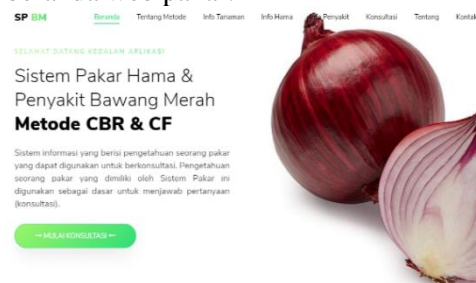 SP BM
Beranda Tentang Metode Info Tanaman Info Hama Info Penyakit Konsultasi Tentang Kontak
SELAMAT DATANG KEDALAM APLIKASI
Sistem Pakar Hama &
Penyakit Bawang Merah
Metode CBR & CF
Sistem informasi yang berisi pengetahuan seorang pakar
yang dapat digunakan untuk berkonsultasi. Pengetahuan
seorang pakar yang dimiliki oleh Sistem Pakar ini
digunakan sebagai dasar untuk menjawab pertanyaan
(konsultasi).
MULAI KONSULTASI